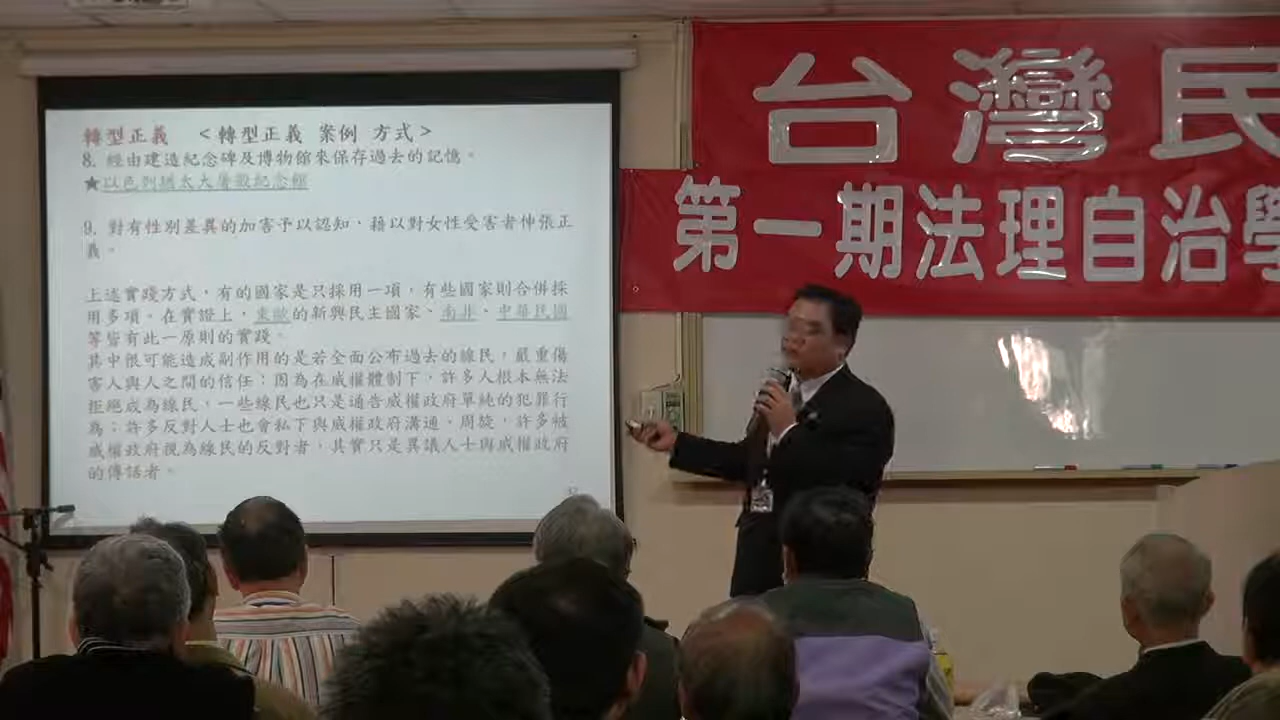 轉型正義 <轉型正義 案例 方式>
8. 經由建造紀念碑及博物館來保存過去的記憶。
★以色列猶太大屠殺紀念館
9. 對有性別差異的加害予以認知、藉以對女性受害者伸張正
義。
上述實踐方式，有的國家是只採用一項，有些國家則合併採
用多項。在實證上，東歐的新興民主國家、南非、中華民國
等皆有此一原則的實踐。
其中很可能造成副作用的是若全面公布過去的線民，嚴重傷
害人與人之間的信任；因為在威權體制下，許多人根本無法
拒絕成為線民，一些線民也只是通告威權政府單純的犯罪行
為；許多反對人士也會私下與威權政府溝通、周旋，許多被
威權政府視為線民的反對者，其實只是異議人士與威權政府
的傳話者。
台灣民
第一期法理自治學